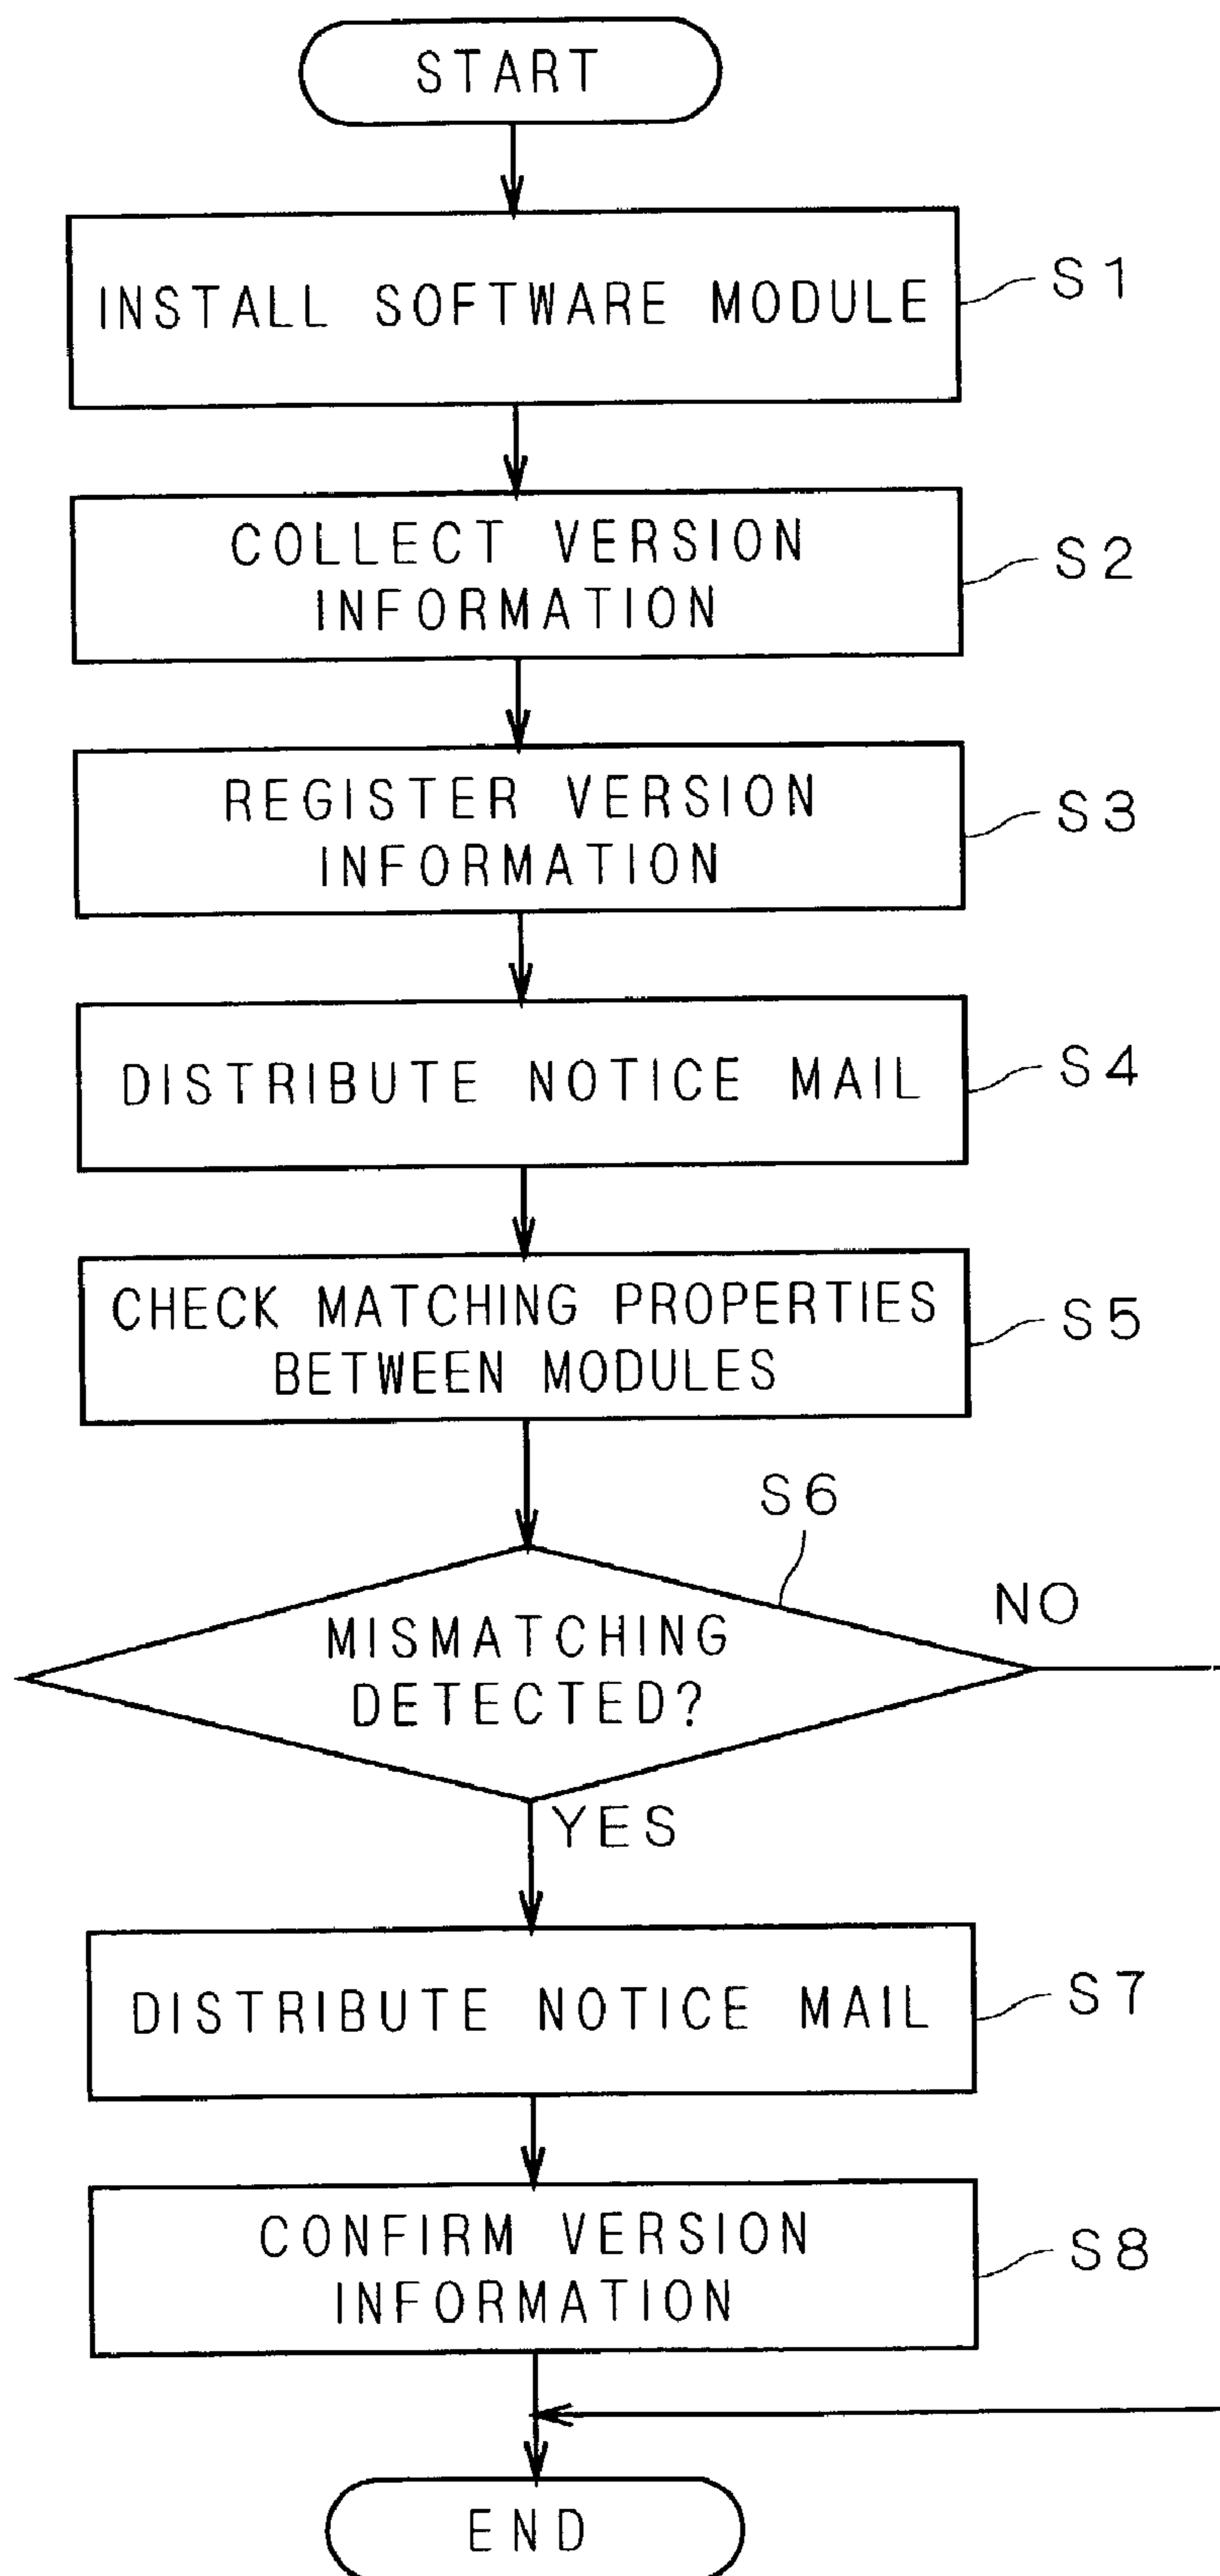 START
INSTALL SOFTWARE MODULE
S1
COLLECT VERSION
INFORMATION
S2
REGISTER VERSION
INFORMATION
S3
DISTRIBUTE NOTICE MAIL
S4
CHECK MATCHING PROPERTIES
BETWEEN MODULES
S5
S6
MISMATCHING
DETECTED?
NO
YES
DISTRIBUTE NOTICE MAIL
S7
CONFIRM VERSION
INFORMATION
S8
END